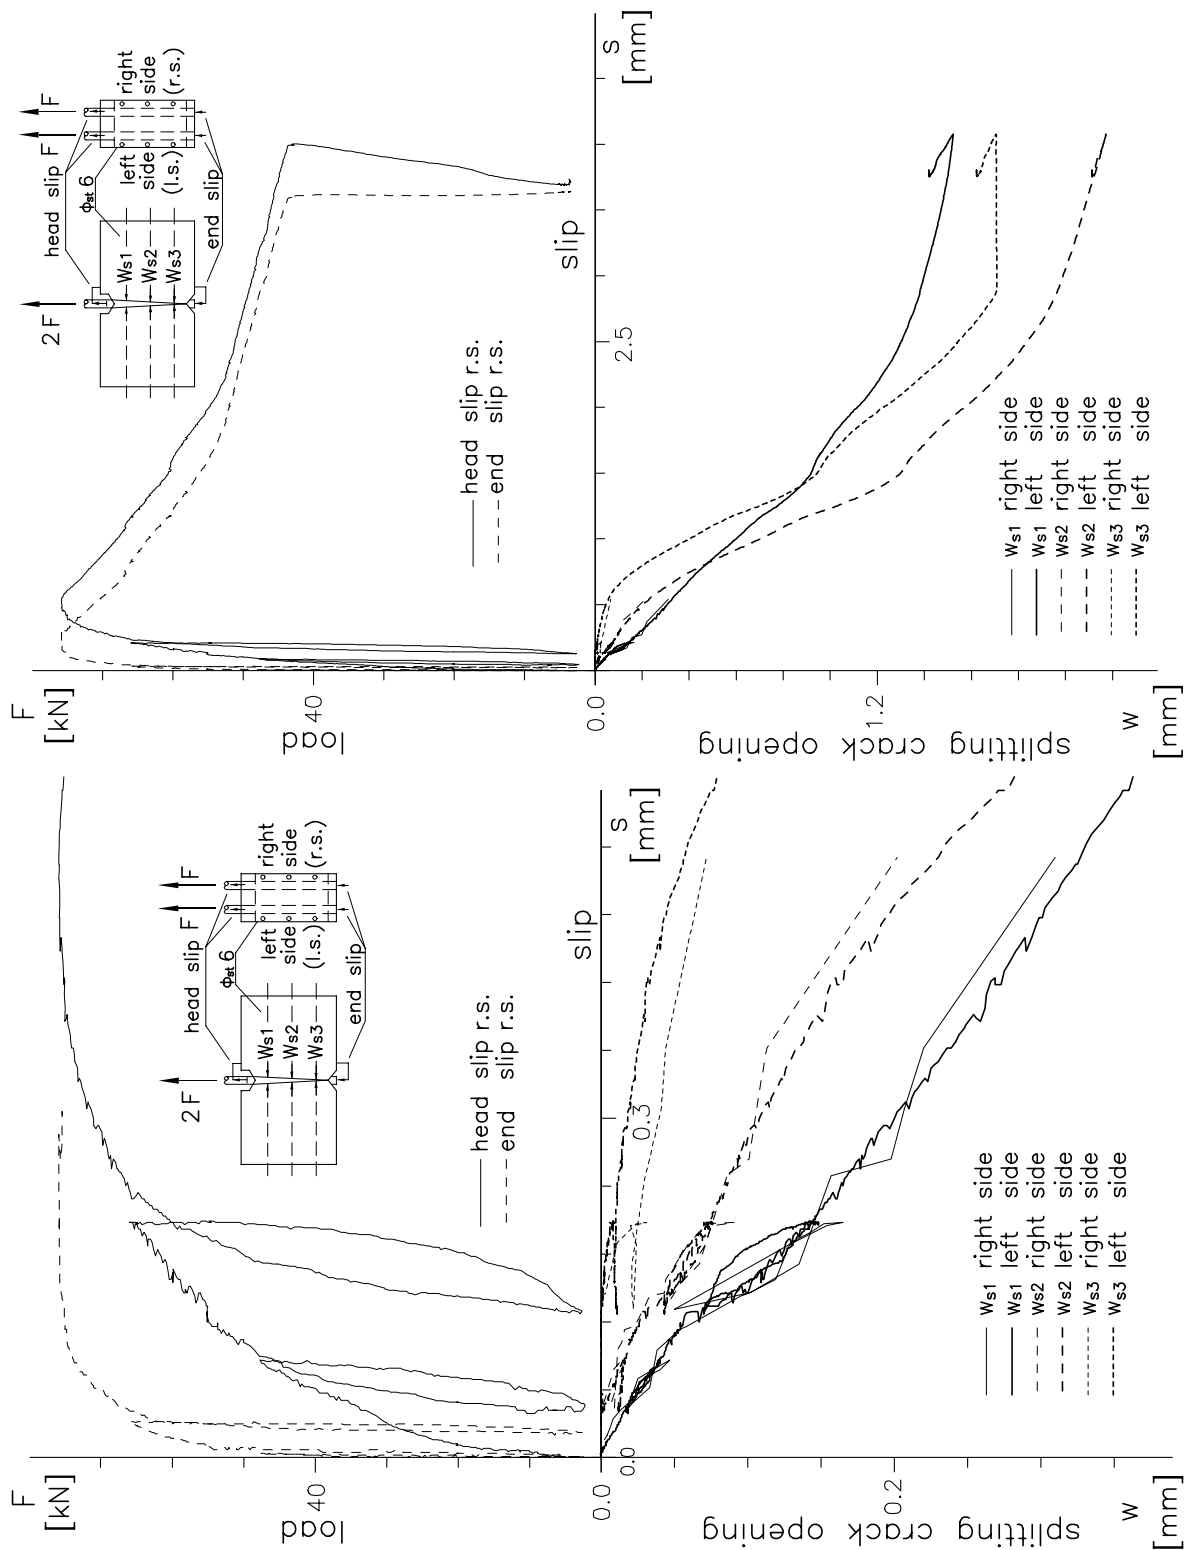 F
[kN]
load
40
2F
head slip F
F
ϕst 6
Ws1
Ws2
Ws3
left
side
(l.s.)
right
side
(r.s.)
end slip
head slip r.s.
end slip r.s.
slip
s
[mm]
0.0
0.3
0.0
0.2
splitting crack opening
w
[mm]
Ws1 right side
Ws1 left side
Ws2 right side
Ws2 left side
Ws3 right side
Ws3 left side
F
[kN]
load
40
2F
head slip F
F
ϕst 6
Ws1
Ws2
Ws3
left
side
(l.s.)
right
side
(r.s.)
end slip
head slip r.s.
end slip r.s.
slip
s
[mm]
2.5
0.0
1.2
splitting crack opening
w
[mm]
Ws1 right side
Ws1 left side
Ws2 right side
Ws2 left side
Ws3 right side
Ws3 left side